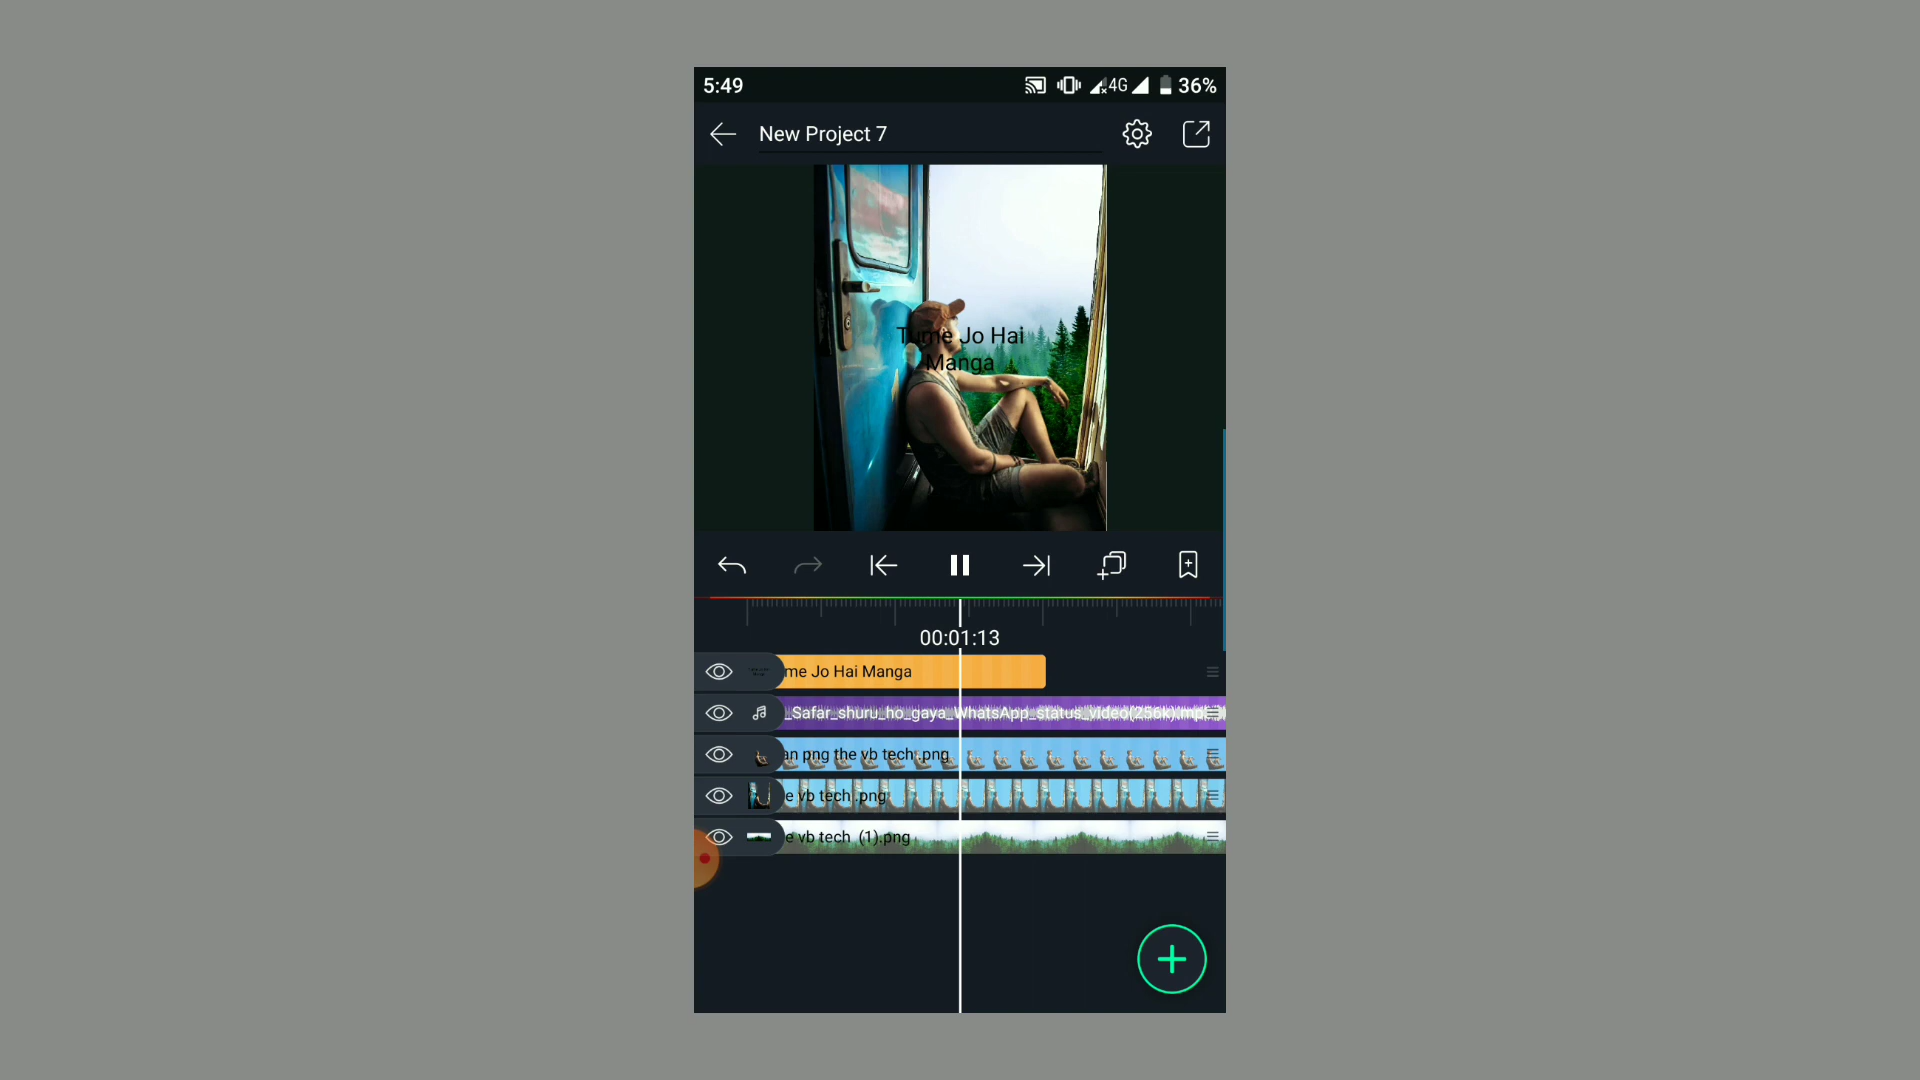 5:49
4G
36%
New Project 7
Tume Jo Hai
Manga
00:01:13
me Jo Hai Manga
_Safar_shuru_ho_gaya_WhatsApp_status_video(256k).mp
an png the vb tech .png
e vb tech .png
e vb tech (1).png